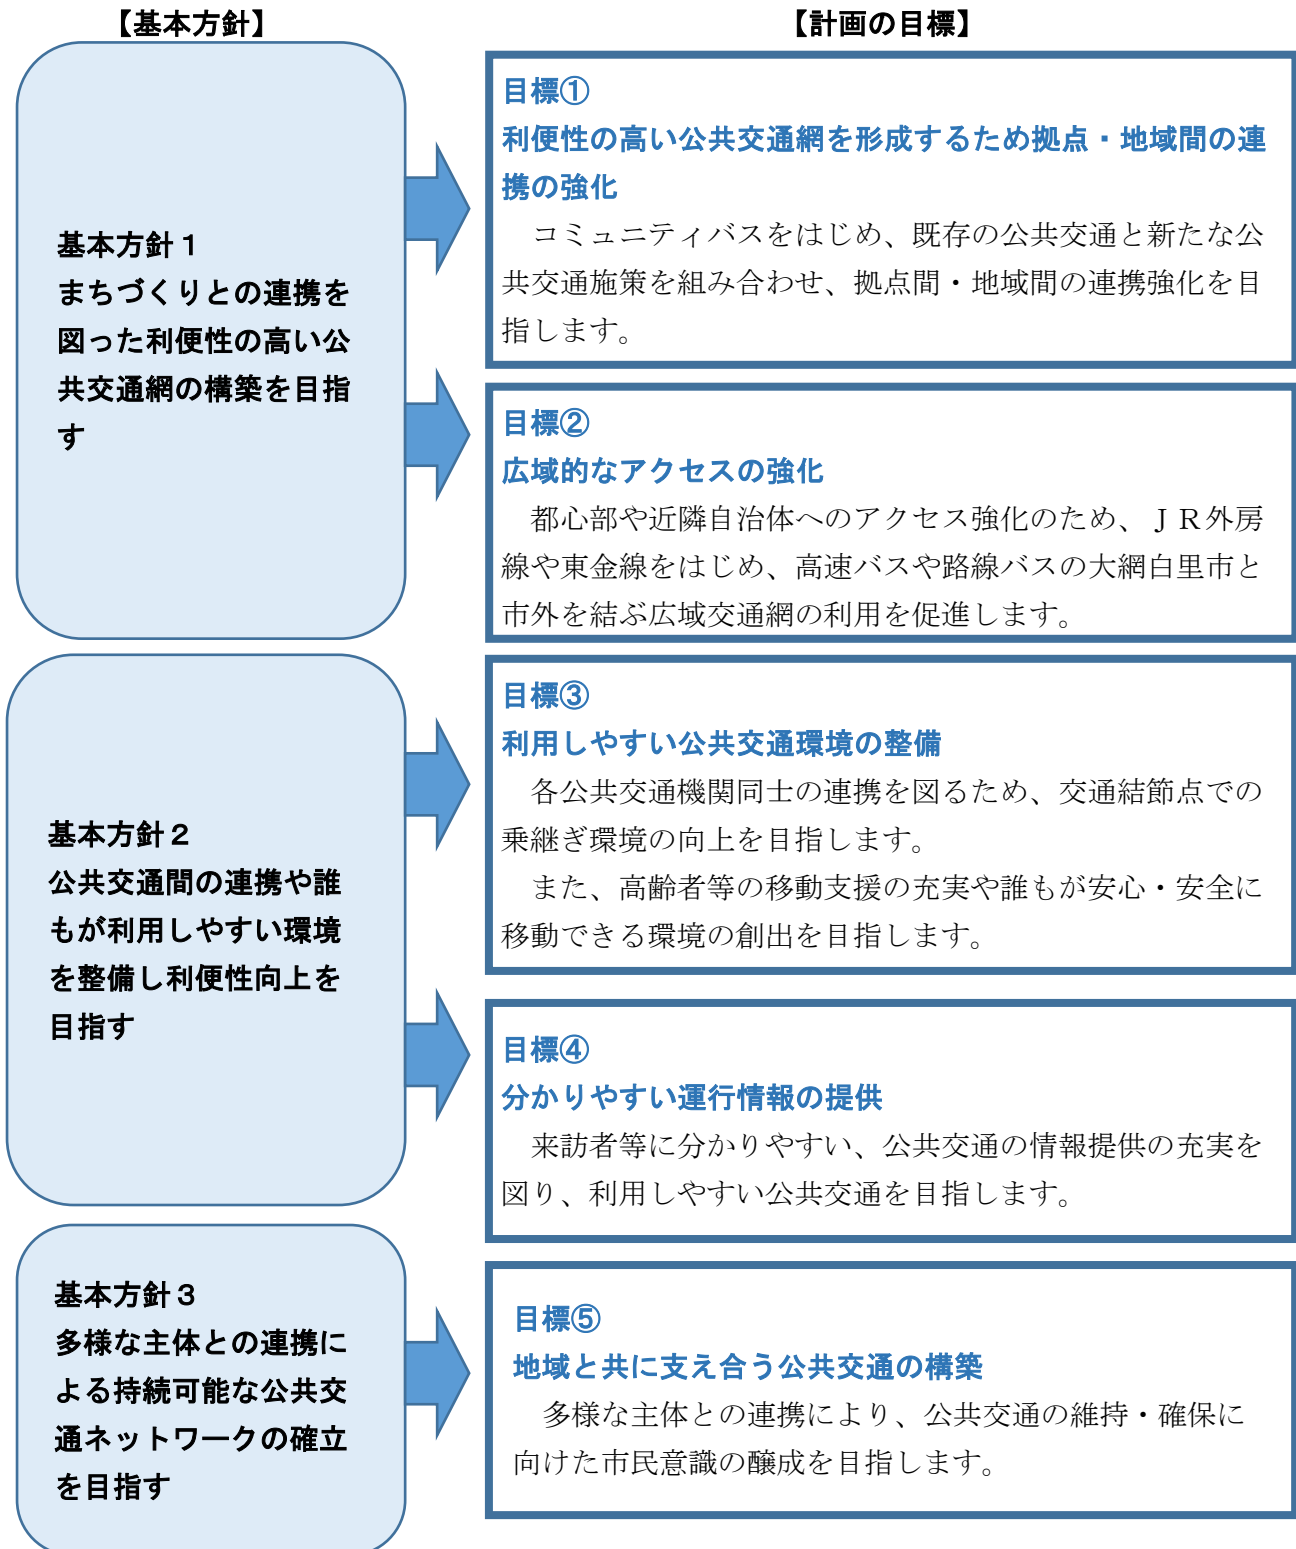 【基本方針】
【計画の目標】
基本方針１
まちづくりとの連携を
図った利便性の高い公
共交通網の構築を目指
す
目標①
利便性の高い公共交通網を形成するため拠点・地域間の連
携の強化
　コミュニティバスをはじめ、既存の公共交通と新たな公
共交通施策を組み合わせ、拠点間・地域間の連携強化を目
指します。
目標②
広域的なアクセスの強化
　都心部や近隣自治体へのアクセス強化のため、ＪＲ外房
線や東金線をはじめ、高速バスや路線バスの大網白里市と
市外を結ぶ広域交通網の利用を促進します。
基本方針２
公共交通間の連携や誰
もが利用しやすい環境
を整備し利便性向上を
目指す
目標③
利用しやすい公共交通環境の整備
　各公共交通機関同士の連携を図るため、交通結節点での
乗継ぎ環境の向上を目指します。
　また、高齢者等の移動支援の充実や誰もが安心・安全に
移動できる環境の創出を目指します。
目標④
分かりやすい運行情報の提供
　来訪者等に分かりやすい、公共交通の情報提供の充実を
図り、利用しやすい公共交通を目指します。
基本方針３
多様な主体との連携に
よる持続可能な公共交
通ネットワークの確立
を目指す
目標⑤
地域と共に支え合う公共交通の構築
　多様な主体との連携により、公共交通の維持・確保に
向けた市民意識の醸成を目指します。